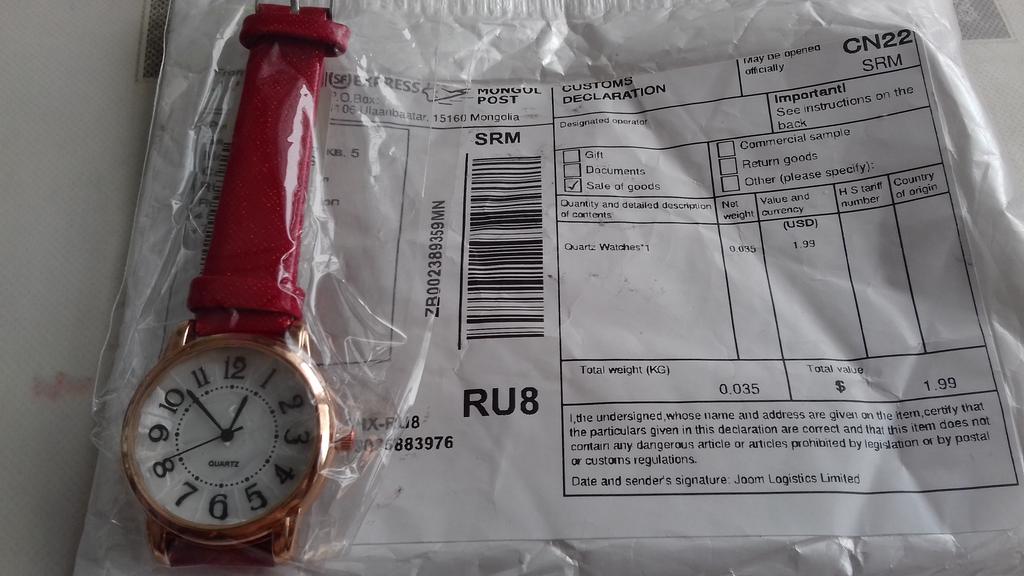 EXPRESS
P.O.Box:
Ulaanbaatar, 15160 Mongolia
MONGOL
POST
SRM
ZB002389359MN
RU8
KB. 5
883976
CUSTOMS
DECLARATION
May be opened
officially
CN22
SRM
Designated operator
Important!
See instructions on the
back
Gift
Documents
✓ Sale of goods
Commercial sample
Return goods
Other (please specify):
Quantity and detailed description
of contents
Net
weight
Value and
currency
(USD)
H S tariff
number
Country
of origin
Quartz Watches*1
0.035
1.99
Total weight (KG)
0.035
Total value
$ 1.99
I,the undersigned,whose name and address are given on the item,certify that
the particulars given in this declaration are correct and that this item does not
contain any dangerous article or articles prohibited by legislation or by postal
or customs regulations.
Date and sender's signature: Joom Logistics Limited
12
1
2
3
4
5
6
7
8
9
10
11
QUARTZ